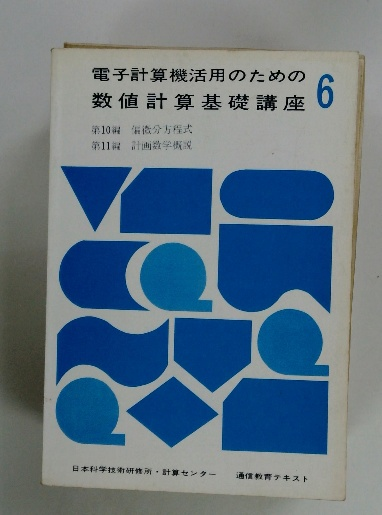 電子計算機活用のための
数値計算基礎講座 6
第10編 偏微分方程式
第11編 計画数学概説
日本科学技術研修所・計算センター 通信教育テキスト